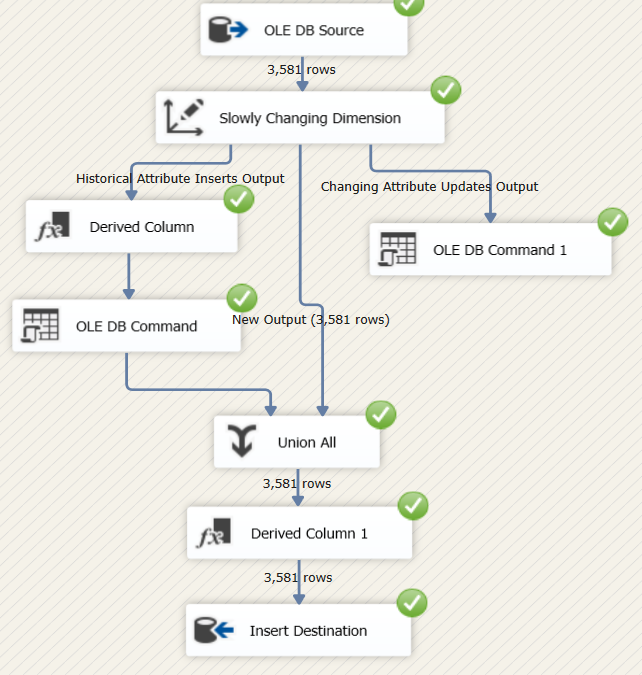 OLE DB Source
3,581 rows
Slowly Changing Dimension
Historical Attribute Inserts Output
Changing Attribute Updates Output
fx Derived Column
OLE DB Command 1
OLE DB Command
New Output (3,581 rows)
Union All
3,581 rows
fx Derived Column 1
3,581 rows
Insert Destination